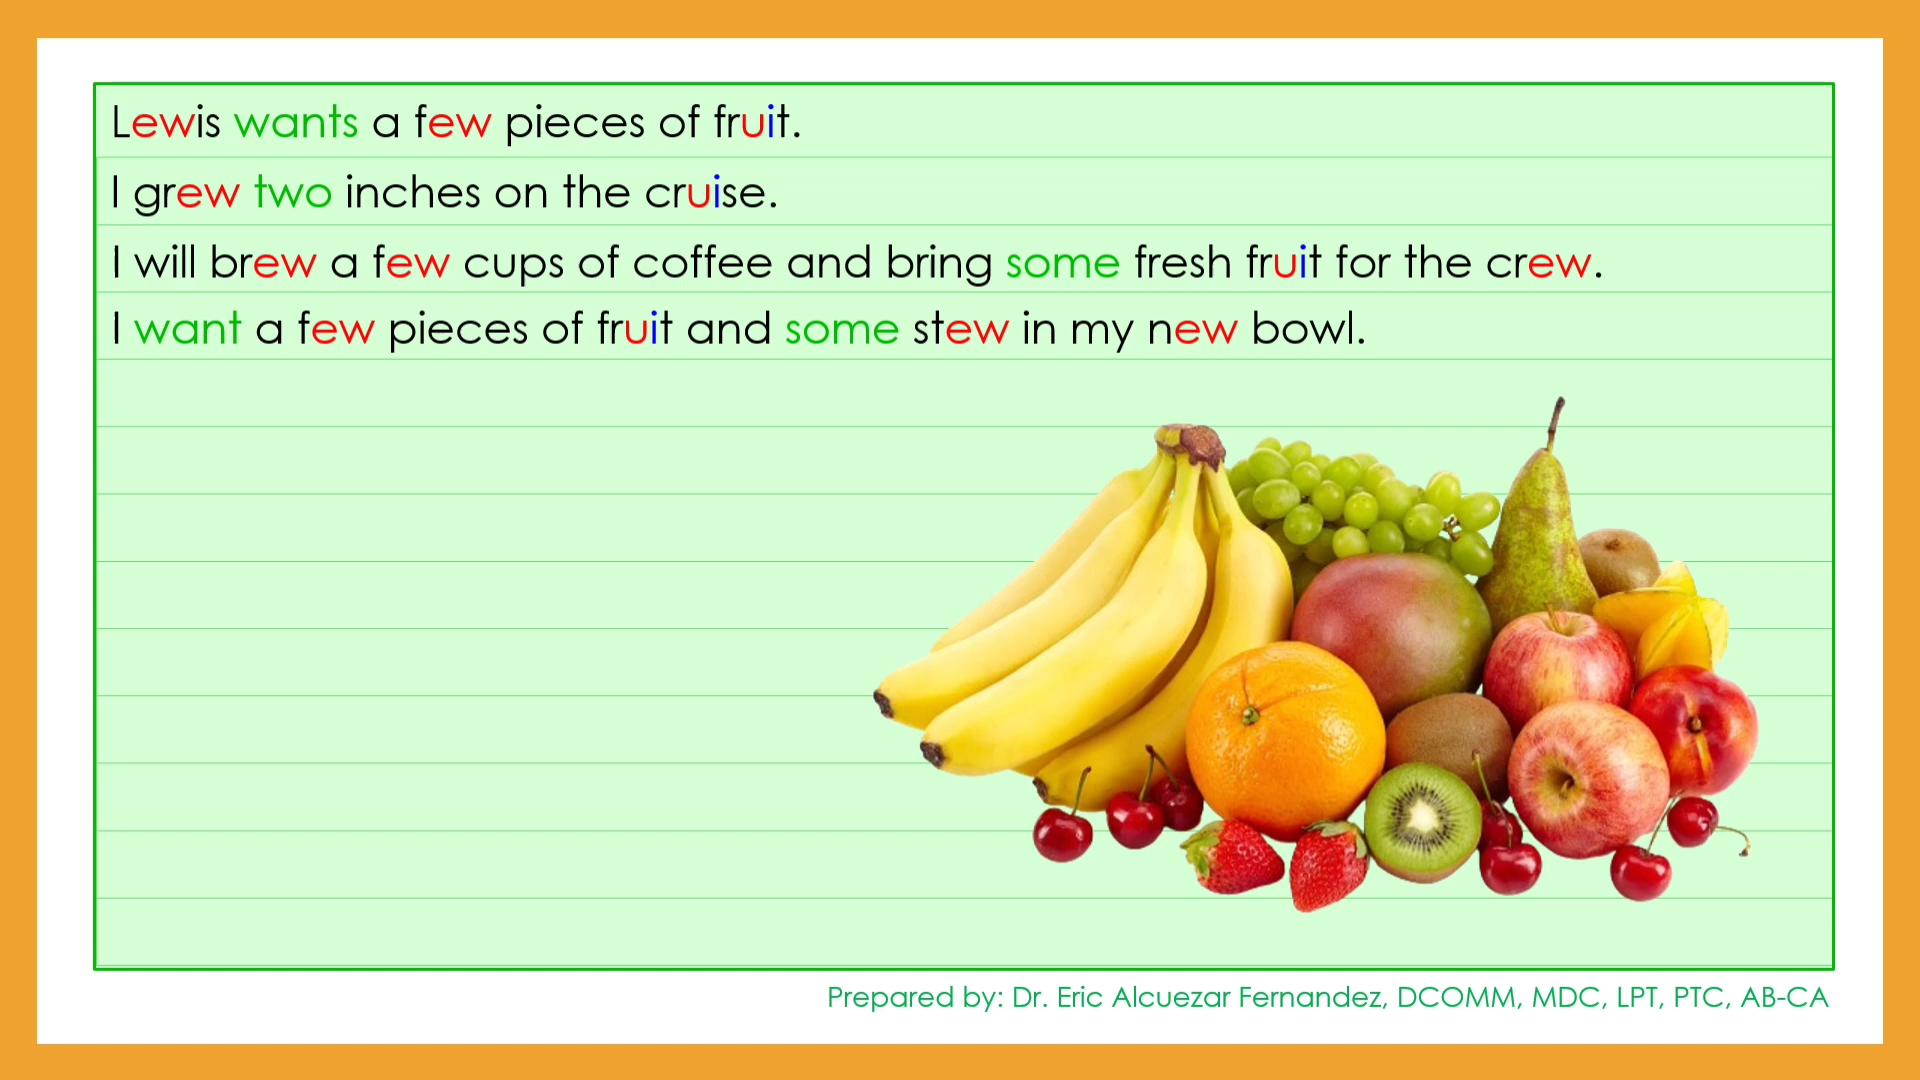 Lewis wants a few pieces of fruit.
I grew two inches on the cruise.
I will brew a few cups of coffee and bring some fresh fruit for the crew.
I want a few pieces of fruit and some stew in my new bowl.
Prepared by: Dr. Eric Alcuezar Fernandez, DCOMM, MDC, LPT, PTC, AB-CA